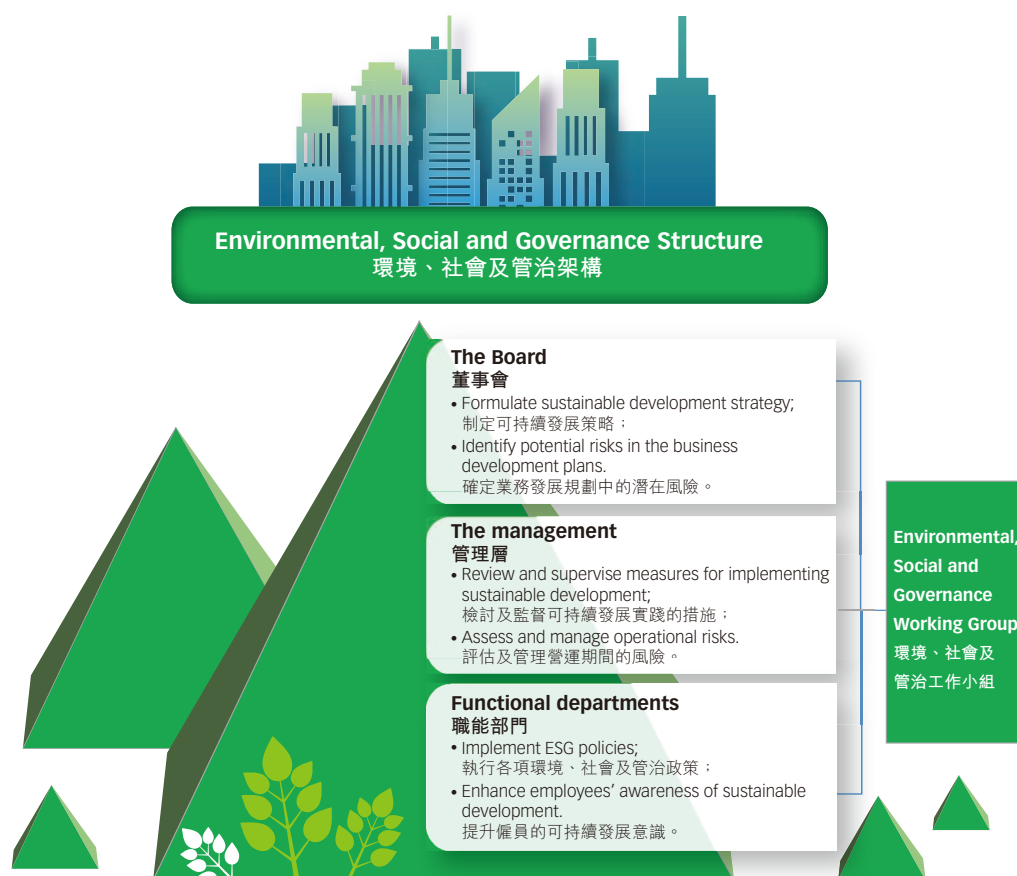 Environmental, Social and Governance Structure
環境、社會及管治架構
The Board
董事會
• Formulate sustainable development strategy;
制定可持續發展策略；
• Identify potential risks in the business
development plans.
確定業務發展規劃中的潛在風險。
The management
管理層
• Review and supervise measures for implementing
sustainable development;
檢討及監督可持續發展實踐的措施；
• Assess and manage operational risks.
評估及管理營運期間的風險。
Functional departments
職能部門
• Implement ESG policies;
執行各項環境、社會及管治政策；
• Enhance employees’ awareness of sustainable
development.
提升僱員的可持續發展意識。
Environmental,
Social and
Governance
Working Group
環境、社會及
管治工作小組